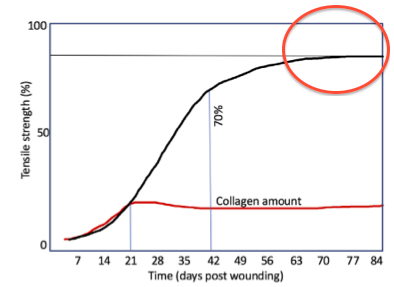 100
50
0
Tensile strength (%)
70%
Collagen amount
7 14 21 28 35 42 49 56 63 70 77 84
Time (days post wounding)